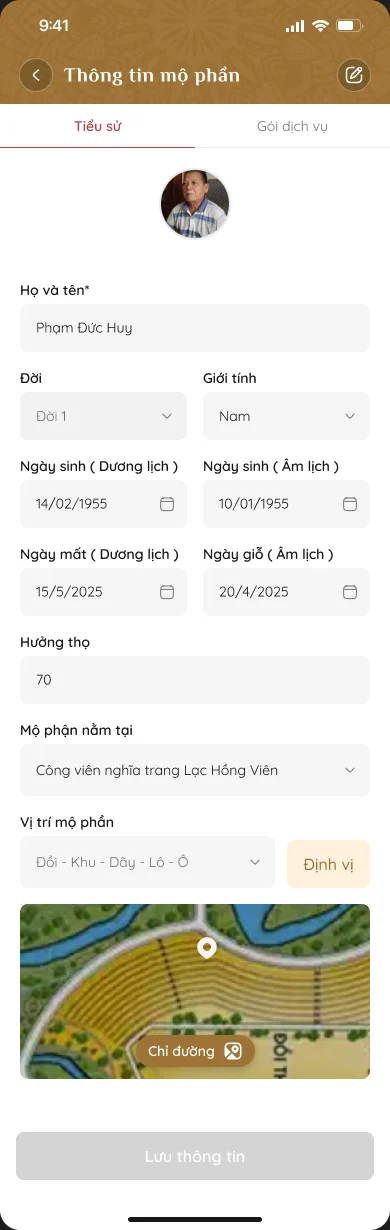 9:41
Thông tin mộ phần
Tiểu sử
Gói dịch vụ
Họ và tên*
Phạm Đức Huy
Đời
Giới tính
Đời 1
Nam
Ngày sinh ( Dương lịch )
Ngày sinh ( Âm lịch )
14/02/1955
10/01/1955
Ngày mất ( Dương lịch )
Ngày giỗ ( Âm lịch )
15/5/2025
20/4/2025
Hưởng thọ
70
Mộ phận nằm tại
Công viên nghĩa trang Lạc Hồng Viên
Vị trí mộ phần
Đồi - Khu - Dãy - Lô - Ô
Định vị
Chỉ đường
Lưu thông tin